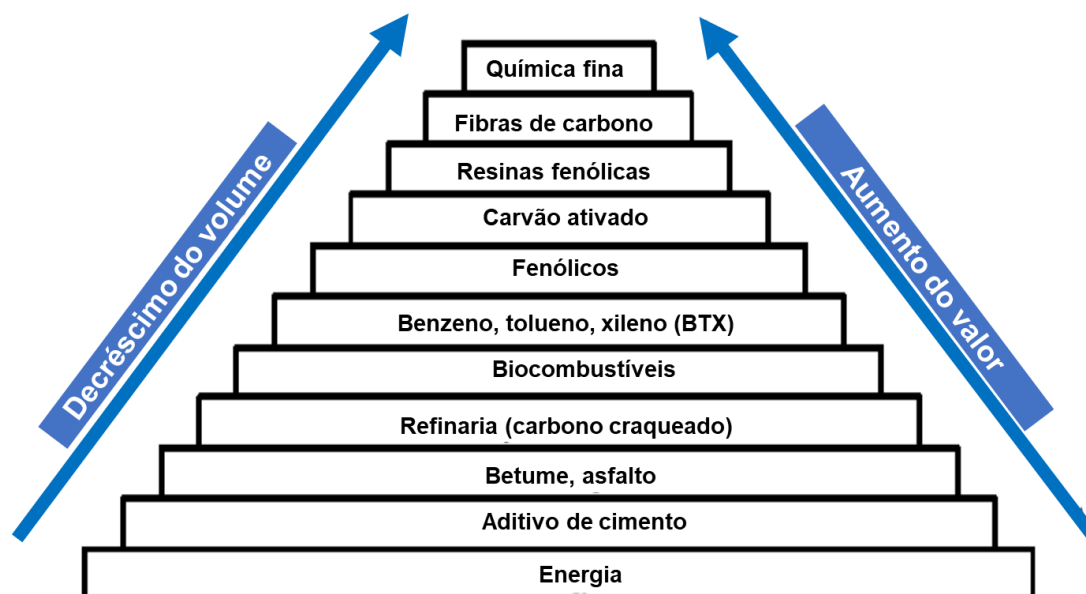 Química fina
Fibras de carbono
Resinas fenólicas
Carvão ativado
Fenólicos
Benzeno, tolueno, xileno (BTX)
Biocombustíveis
Refinaria (carbono craqueado)
Betume, asfalto
Aditivo de cimento
Energia
Decréscimo do volume
Aumento do valor